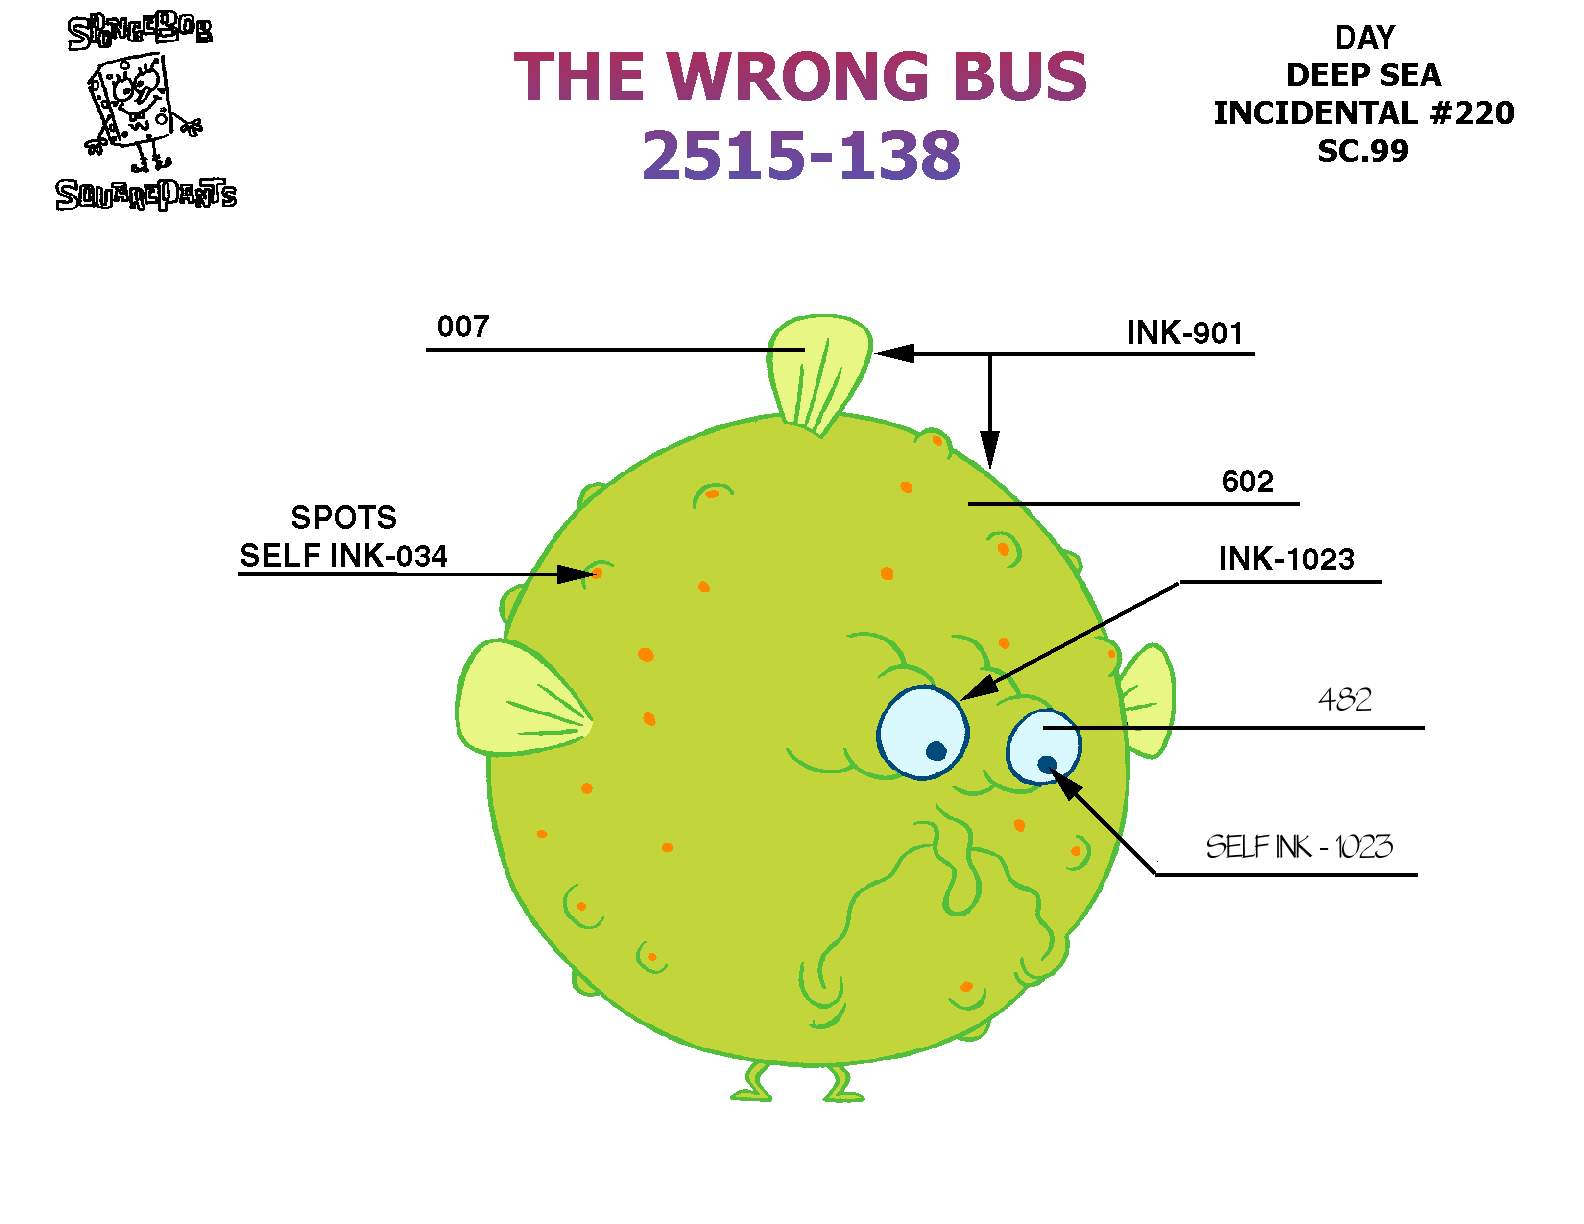 SPONGEBOB
SQUAREPANTS
THE WRONG BUS
2515-138
DAY
DEEP SEA
INCIDENTAL #220
SC.99
007
INK-901
602
SPOTS
SELF INK-034
INK-1023
482
SELF INK - 1023